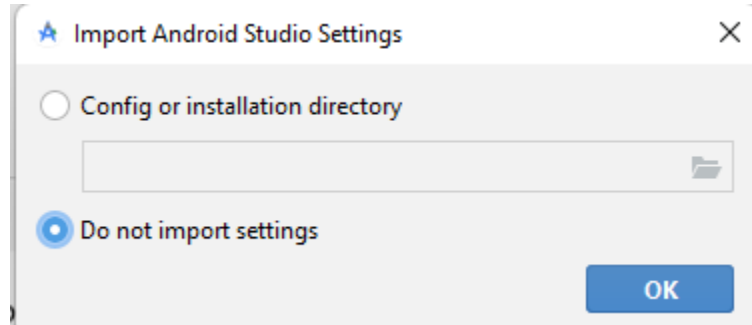 Import Android Studio Settings
Config or installation directory
Do not import settings
OK